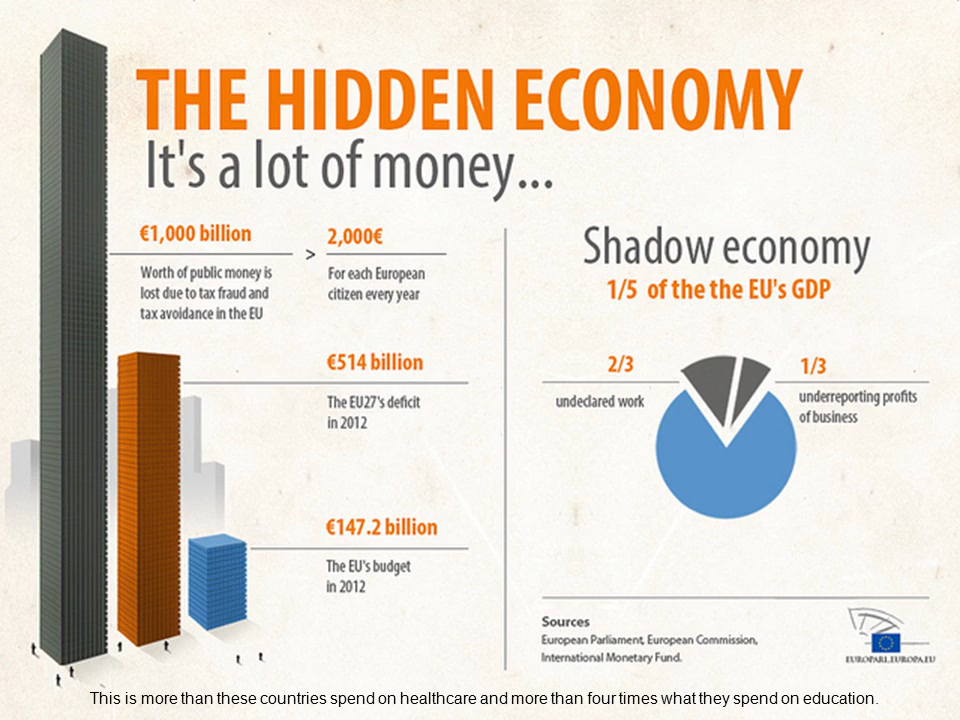 THE HIDDEN ECONOMY
It's a lot of money...
€1,000 billion
Worth of public money is
lost due to tax fraud and
tax avoidance in the EU
>
2,000€
For each European
citizen every year
€514 billion
The EU27's deficit
in 2012
€147.2 billion
The EU's budget
in 2012
Shadow economy
1/5 of the the EU's GDP
2/3
undeclared work
1/3
underreporting profits
of business
Sources
European Parliament, European Commission,
International Monetary Fund.
EUROPARL.EUROPA.EU
This is more than these countries spend on healthcare and more than four times what they spend on education.